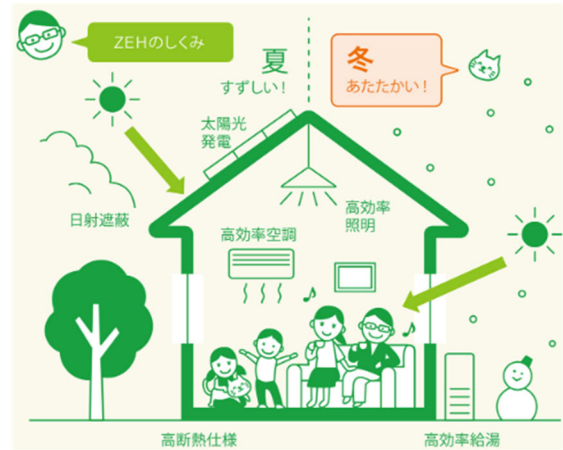 ZEHのしくみ
夏
すずしい！
冬
あたたかい！
太陽光
発電
日射遮蔽
高効率空調
高効率
照明
高断熱仕様
高効率給湯